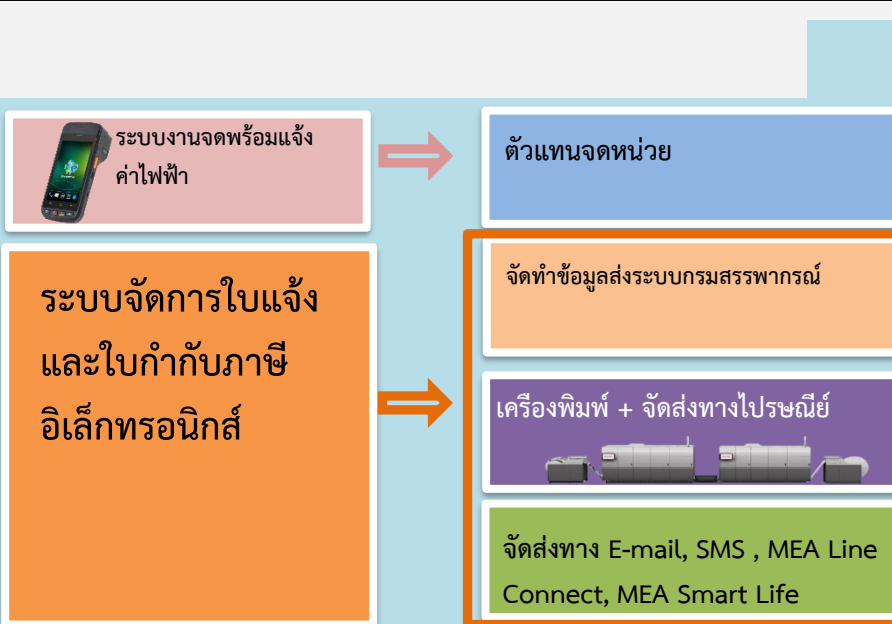 ระบบงานจดพร้อมแจ้ง
ค่าไฟฟ้า
ตัวแทนจดหน่วย
ระบบจัดการใบแจ้ง
และใบกำกับภาษี
อิเล็กทรอนิกส์
จัดทำข้อมูลส่งระบบกรมสรรพากรณ์
เครื่องพิมพ์ + จัดส่งทางไปรษณีย์
จัดส่งทาง E-mail, SMS , MEA Line
Connect, MEA Smart Life